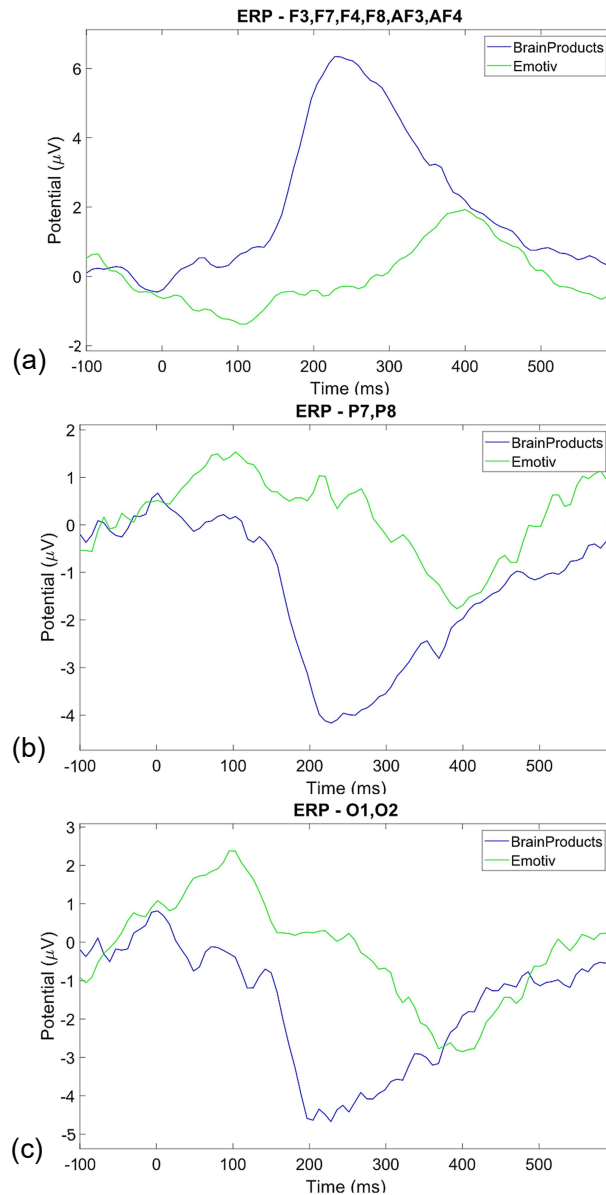 ERP - F3,F7,F4,F8,AF3,AF4
BrainProducts
Emotiv
6
4
2
0
-2
Potential (μV)
-100 0 100 200 300 400 500
Time (ms)
(a)
ERP - P7,P8
BrainProducts
Emotiv
2
1
0
-1
-2
-3
-4
Potential (μV)
-100 0 100 200 300 400 500
Time (ms)
(b)
ERP - O1,O2
BrainProducts
Emotiv
3
2
1
0
-1
-2
-3
-4
-5
Potential (μV)
-100 0 100 200 300 400 500
Time (ms)
(c)